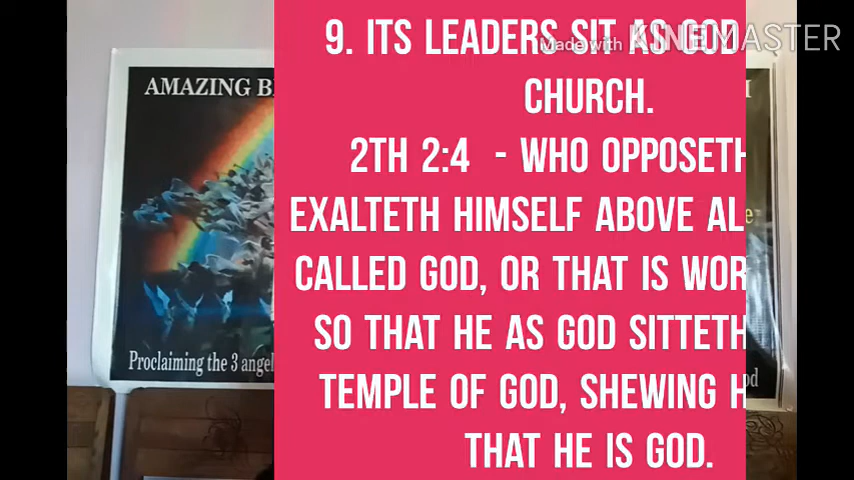 9. ITS LEADERS SIT AS GOD
CHURCH.
2TH 2:4 - WHO OPPOSETH
EXALTETH HIMSELF ABOVE AL
CALLED GOD, OR THAT IS WOR
SO THAT HE AS GOD SITTETH
TEMPLE OF GOD, SHEWING H
THAT HE IS GOD.
Made with KINEMASTER
AMAZING B
Proclaiming the 3 angel